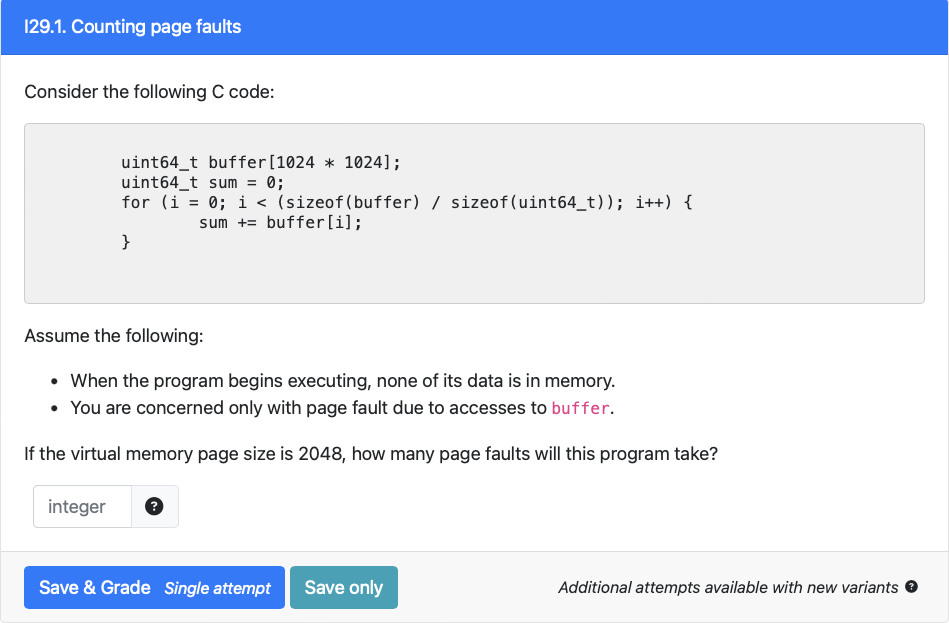 I29.1. Counting page faults
Consider the following C code:
uint64_t buffer[1024 * 1024];
uint64_t sum = 0;
for (i = 0; i < (sizeof(buffer) / sizeof(uint64_t)); i++) {
        sum += buffer[i];
}
Assume the following:
• When the program begins executing, none of its data is in memory.
• You are concerned only with page fault due to accesses to buffer.
If the virtual memory page size is 2048, how many page faults will this program take?
integer ?
Save & Grade Single attempt Save only Additional attempts available with new variants ?